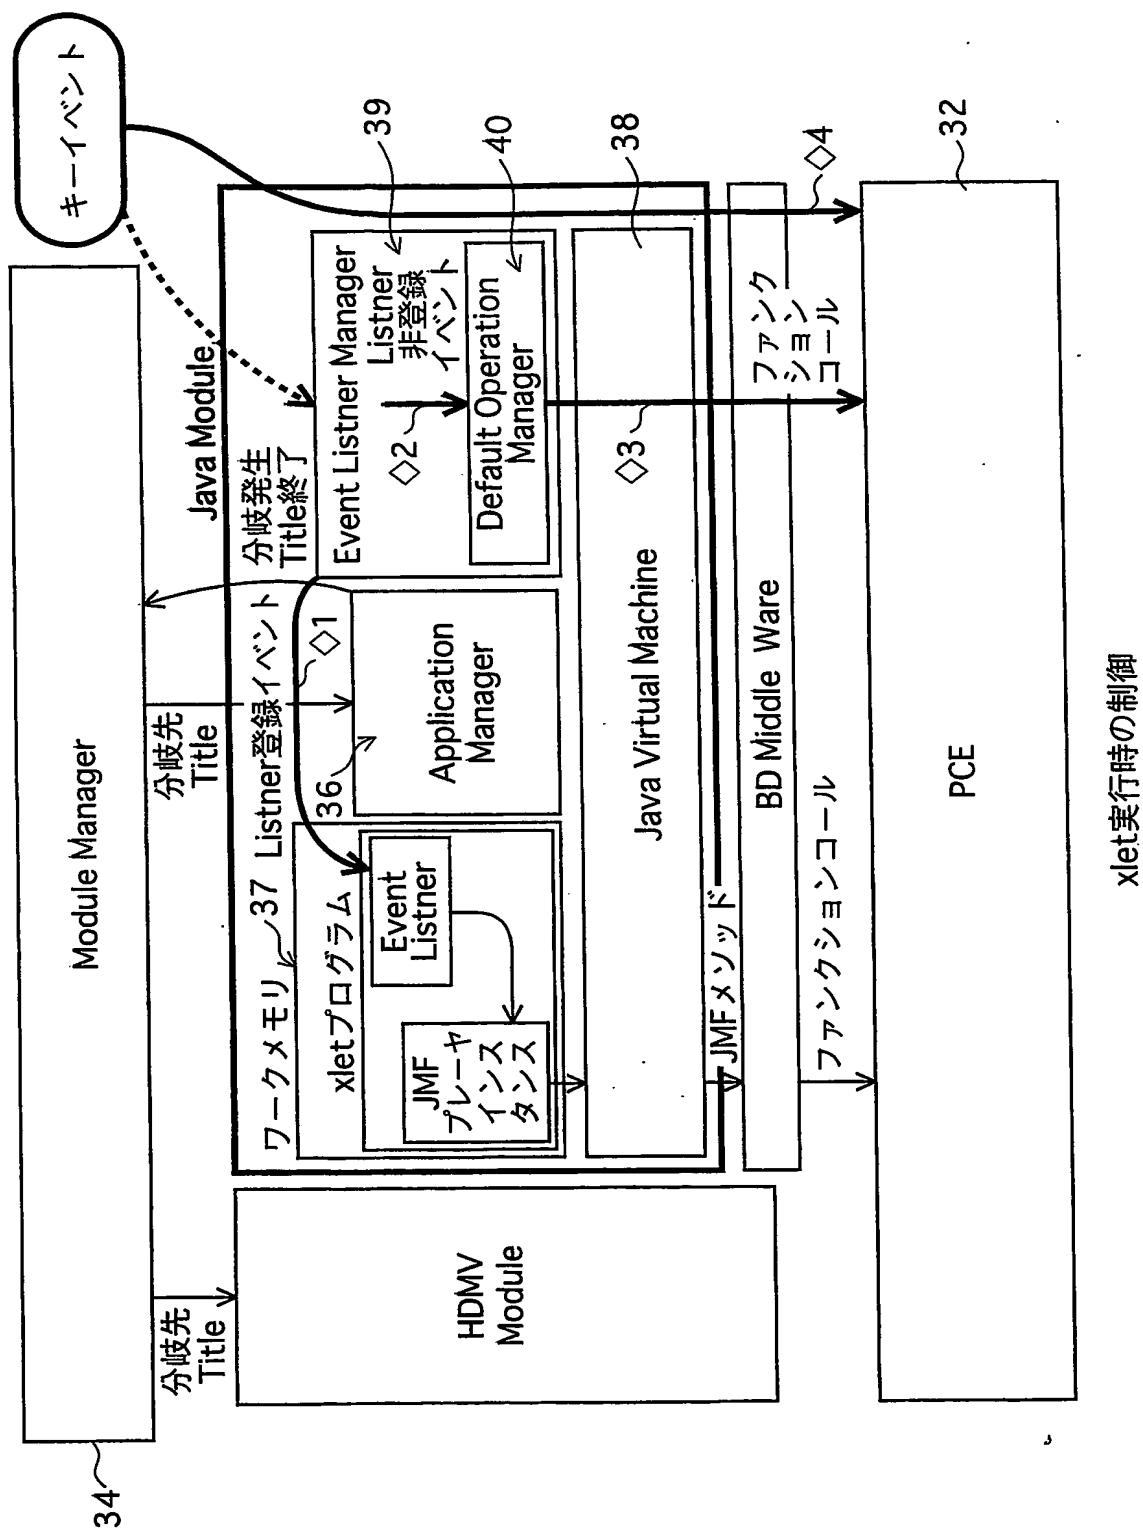 34
Module Manager
キーイベント
分岐先
Title
分岐先
Title
Java Module
分岐発生
Title終了
ワークメモリ
37
Listner登録イベント
◇1
xletプログラム
36
Event
Listner
JMF
プレーヤ
インス
タンス
Application
Manager
Event Listner Manager
Listner
非登録
イベント
39
◇2
Default Operation
Manager
40
HDMV
Module
Java Virtual Machine
38
◇3
JMFメソッド
BD Middle Ware
ファンクションコール
ファンク
ション
コール
◇4
PCE
32
xlet実行時の制御